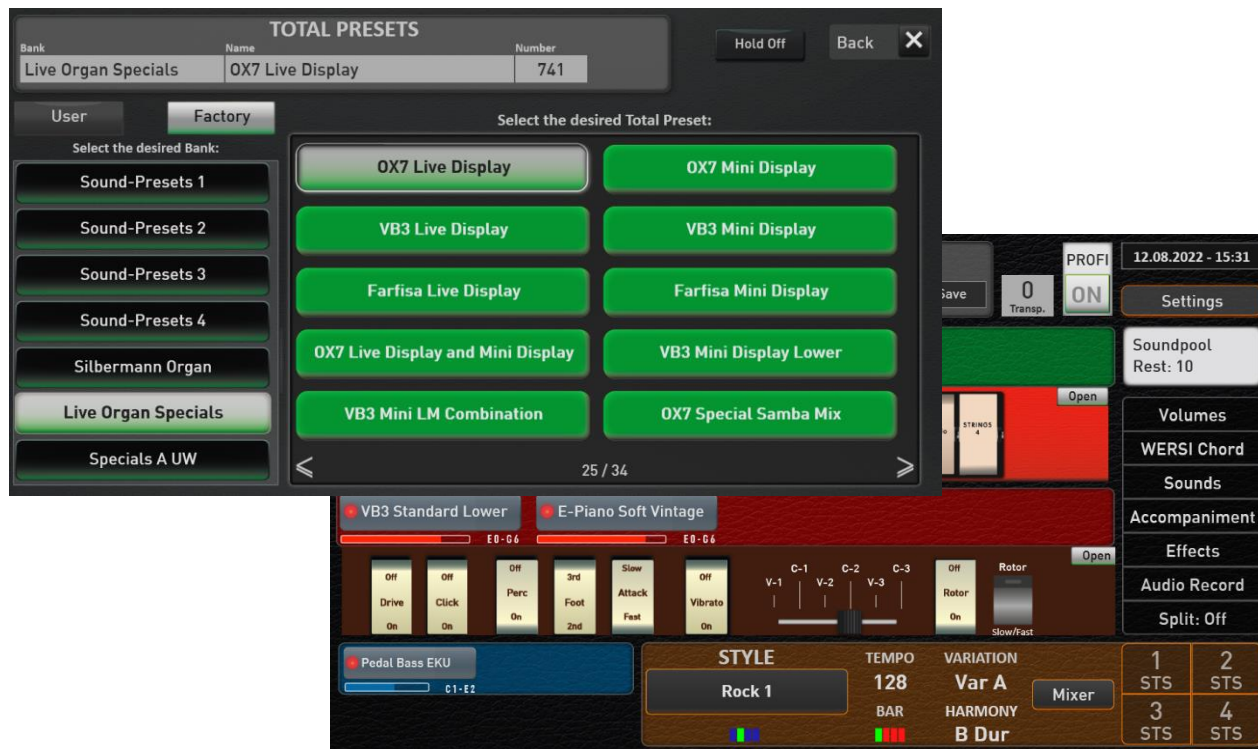 TOTAL PRESETS
Bank Name Number
Live Organ Specials OX7 Live Display 741
Hold Off
Back
User Factory
Select the desired Bank:
Sound-Presets 1
Sound-Presets 2
Sound-Presets 3
Sound-Presets 4
Silbermann Organ
Live Organ Specials
Specials A UW
Select the desired Total Preset:
OX7 Live Display OX7 Mini Display
VB3 Live Display VB3 Mini Display
Farfisa Live Display Farfisa Mini Display
OX7 Live Display and Mini Display VB3 Mini Display Lower
VB3 Mini LM Combination OX7 Special Samba Mix
25 / 34
Save
0
Transp.
PROFI
ON
12.08.2022 - 15:31
Settings
Soundpool
Rest: 10
Open
STRINGS
4
Volumes
WERSI Chord
Sounds
Accompaniment
Effects
Audio Record
Split: Off
VB3 Standard Lower E-Piano Soft Vintage
E0-G6 E0-G6
Open
Off Drive On
Off Click On
Off Perc On
3rd Foot 2nd
Slow Attack Fast
Off Vibrato On
C-1 C-2 C-3
V-1 V-2 V-3
Off Rotor On
Rotor
Slow/Fast
Pedal Bass EKU
C1-E2
STYLE
Rock 1
TEMPO
128
BAR
VARIATION
Var A
HARMONY
B Dur
Mixer
1 STS
2 STS
3 STS
4 STS